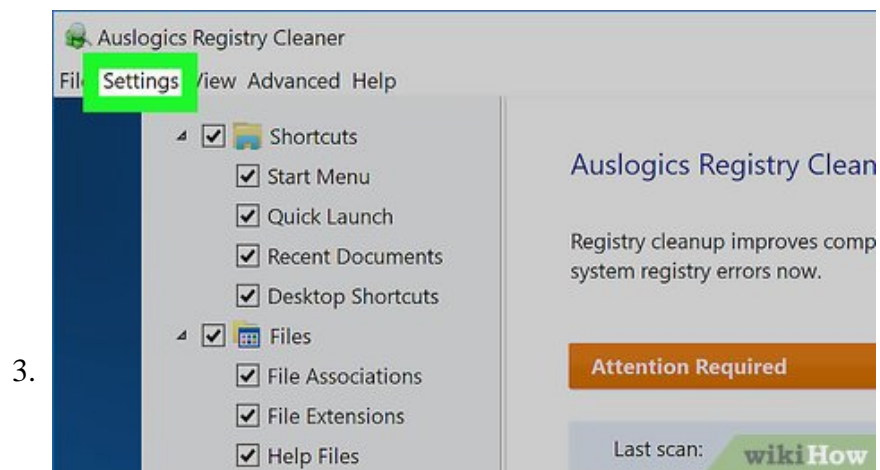 Auslogics Registry Cleaner
Settings View Advanced Help
Shortcuts
Start Menu
Quick Launch
Recent Documents
Desktop Shortcuts
Files
File Associations
File Extensions
Help Files
Auslogics Registry
Registry cleanup improves
system registry errors now.
Attention Required
Last scan:
wikiHow
3.